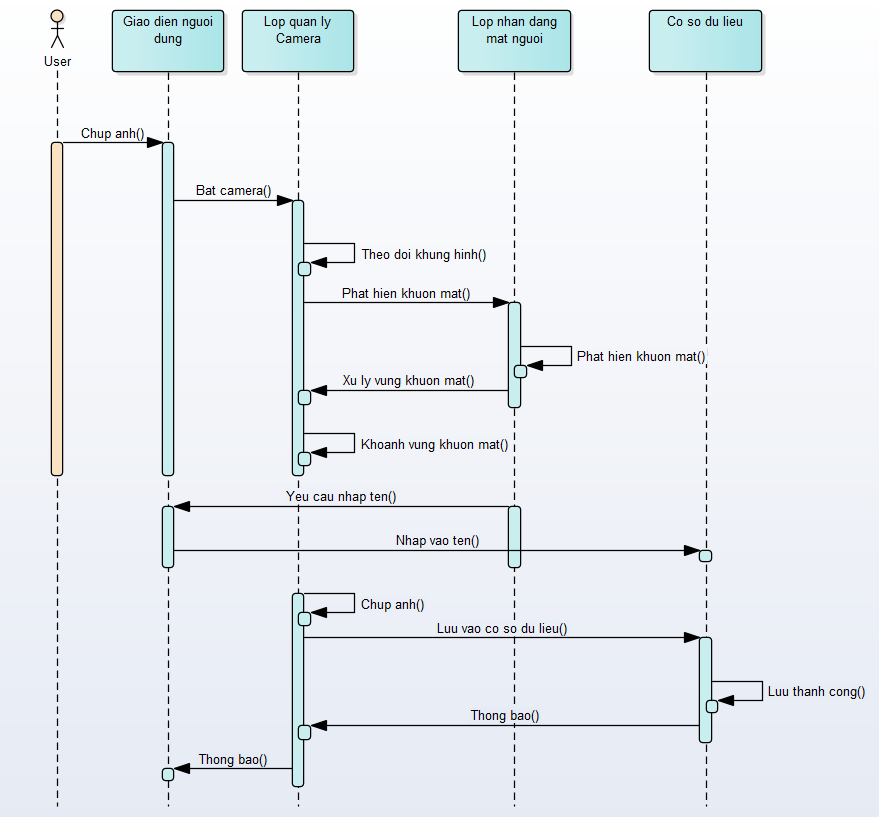 Giao dien nguoi
dung
Lop quan ly
Camera
Lop nhan dang
mat nguoi
Co so du lieu
User
Chup anh()
Bat camera()
Theo doi khung hinh()
Phat hien khuon mat()
Phat hien khuon mat()
Xu ly vung khuon mat()
Khoanh vung khuon mat()
Yeu cau nhap ten()
Nhap vao ten()
Chup anh()
Luu vao co so du lieu()
Luu thanh cong()
Thong bao()
Thong bao()